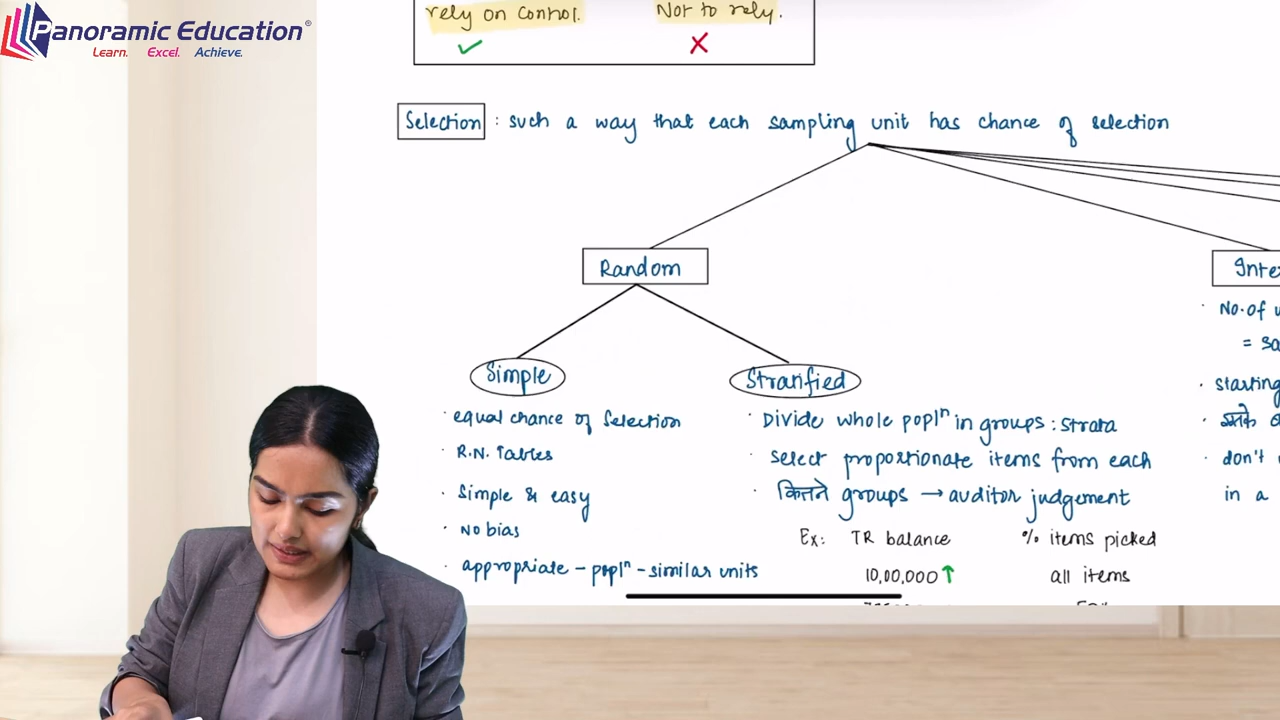 Panoramic Education®
Learn. Excel. Achieve.
rely on control. Not to rely.
Selection : such a way that each sampling unit has chance of selection
Random
Inte
Simple
Stratified
· equal chance of Selection
· R.N. Tables
· Simple & easy
· No bias
· appropriate - poplⁿ - similar units
· Divide whole poplⁿ in groups : strata
· select proportionate items from each
· कितने groups → auditor judgement
Ex: TR balance % items picked
10,00,000↑ all items
· No. of u
= sa
· starting
· don't
in a